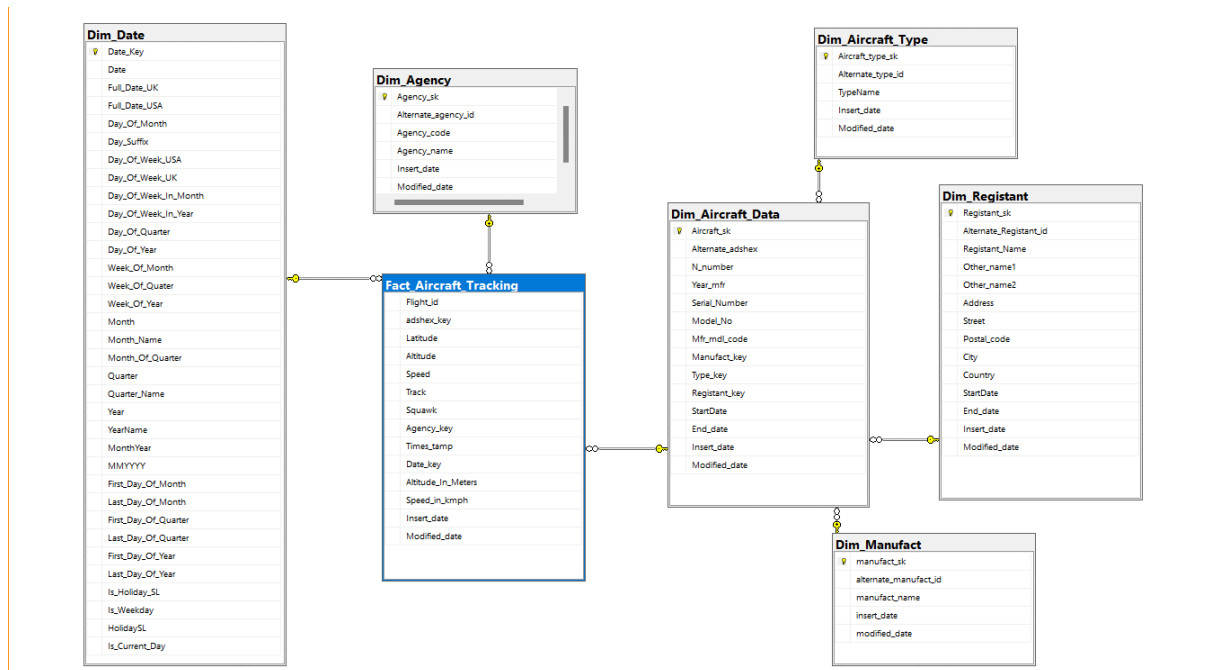 Dim_Date
Date_Key
Date
Full_Date_UK
Full_Date_USA
Day_Of_Month
Day_Suffix
Day_Of_Week_USA
Day_Of_Week_UK
Day_Of_Week_In_Month
Day_Of_Week_In_Year
Day_Of_Quarter
Day_Of_Year
Week_Of_Month
Week_Of_Quater
Week_Of_Year
Month
Month_Name
Month_Of_Quarter
Quarter
Quarter_Name
Year
YearName
MonthYear
MMYYYY
First_Day_Of_Month
Last_Day_Of_Month
First_Day_Of_Quarter
Last_Day_Of_Quarter
First_Day_Of_Year
Last_Day_Of_Year
Is_Holiday_SL
Is_Weekday
HolidaySL
Is_Current_Day
Dim_Agency
Agency_sk
Alternate_agency_id
Agency_code
Agency_name
Insert_date
Modified_date
Fact_Aircraft_Tracking
Flight_id
adshex_key
Latitude
Altitude
Speed
Track
Squawk
Agency_key
Times_tamp
Date_key
Altitude_In_Meters
Speed_in_kmph
Insert_date
Modified_date
Dim_Aircraft_Type
Aircraft_type_sk
Alternate_type_id
TypeName
Insert_date
Modified_date
Dim_Aircraft_Data
Aircraft_sk
Alternate_adshex
N_number
Year_mfr
Serial_Number
Model_No
Mfr_mdl_code
Manufact_key
Type_key
Registant_key
StartDate
End_date
Insert_date
Modified_date
Dim_Registant
Registant_sk
Alternate_Registant_id
Registant_Name
Other_name1
Other_name2
Address
Street
Postal_code
City
Country
StartDate
End_date
Insert_date
Modified_date
Dim_Manufact
manufact_sk
alternate_manufact_id
manufact_name
insert_date
modified_date